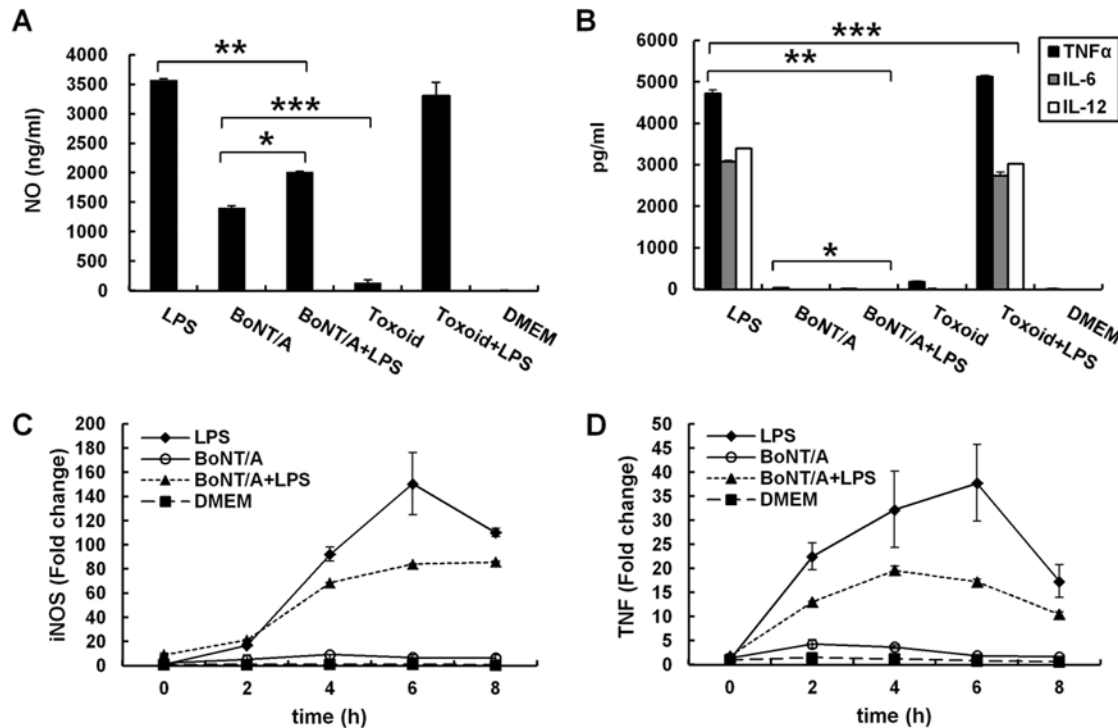 A
NO (ng/ml)
4000
3500
3000
2500
2000
1500
1000
500
0
**
***
*
LPS
BoNT/A
BoNT/A+LPS
Toxoid
Toxoid+LPS
DMEM
B
pg/ml
6000
5000
4000
3000
2000
1000
0
***
**
*
TNFα
IL-6
IL-12
LPS
BoNT/A
BoNT/A+LPS
Toxoid
Toxoid+LPS
DMEM
C
iNOS (Fold change)
200
180
160
140
120
100
80
60
40
20
0
LPS
BoNT/A
BoNT/A+LPS
DMEM
0 2 4 6 8
time (h)
D
TNF (Fold change)
50
45
40
35
30
25
20
15
10
5
0
LPS
BoNT/A
BoNT/A+LPS
DMEM
0 2 4 6 8
time (h)